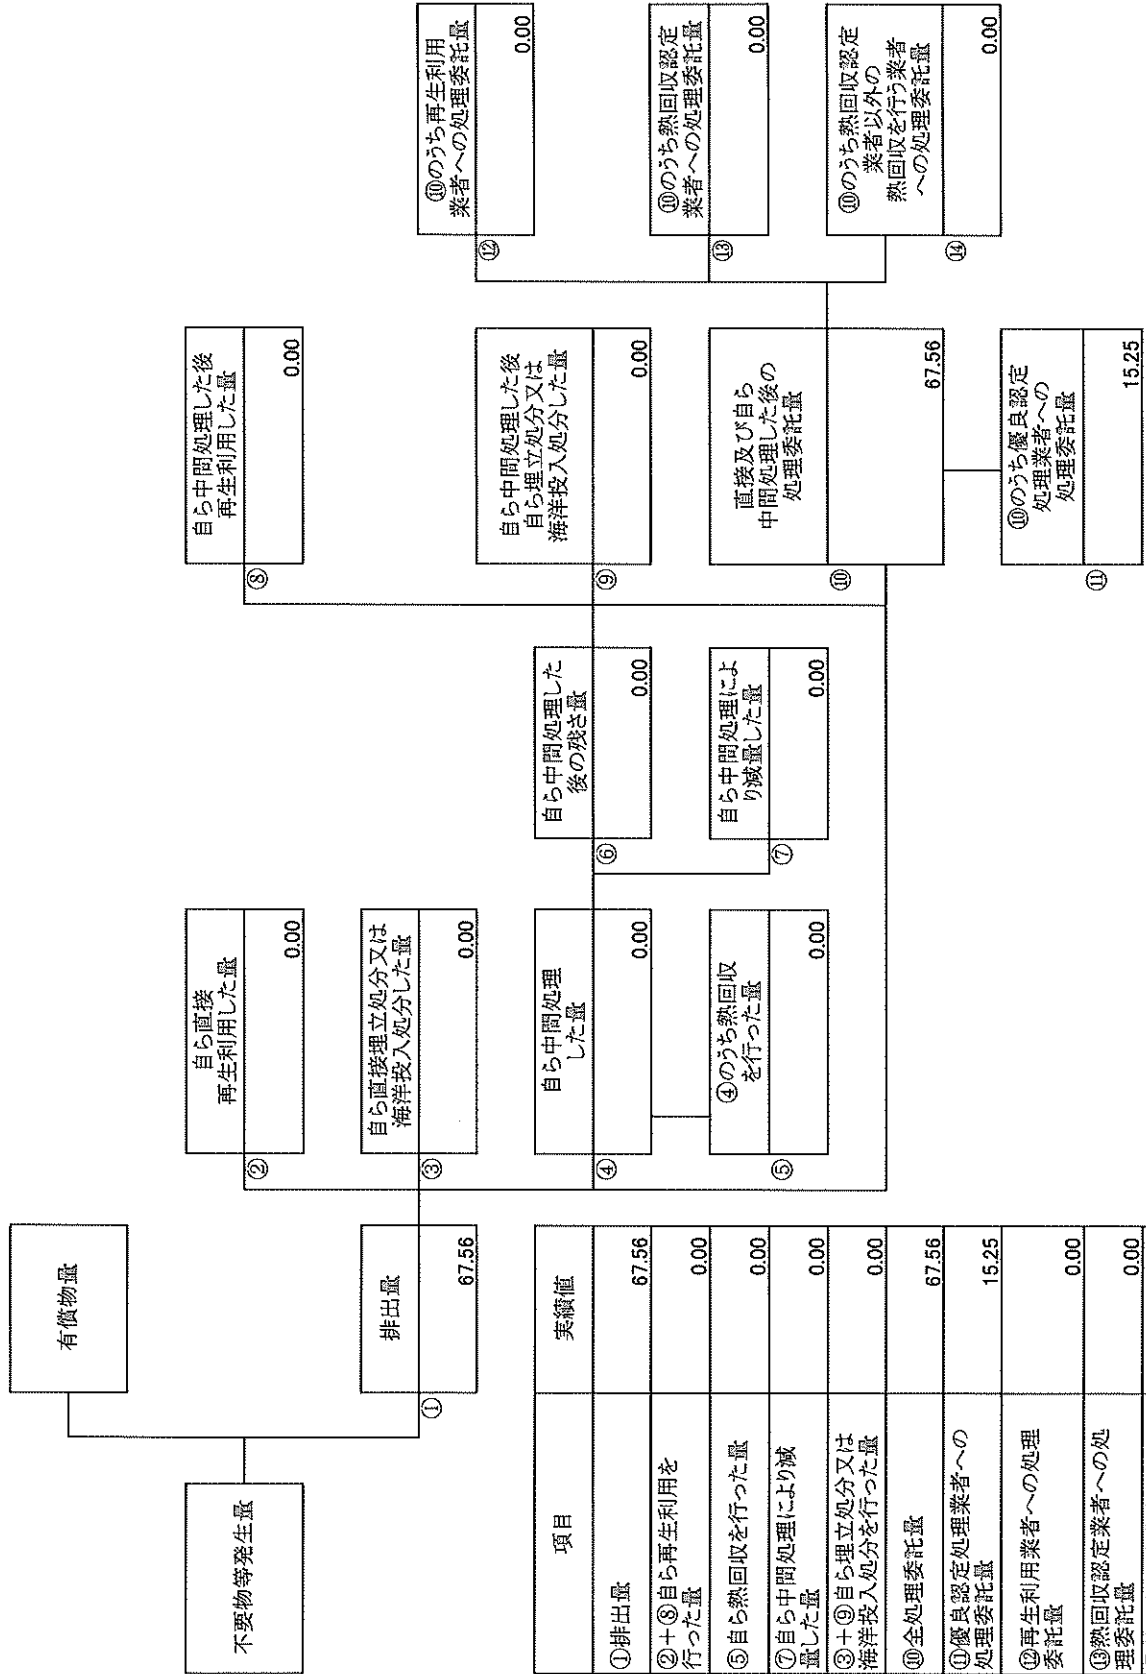 不要物等発生量
有償物量
①
排出量
67.56
②
自ら直接
再生利用した量
0.00
③
自ら直接埋立処分又は
海洋投入処分した量
0.00
④
自ら中間処理
した量
0.00
⑤
④のうち熱回収
を行った量
0.00
⑥
自ら中間処理した
後の残さ量
0.00
⑦
自ら中間処理によ
り減量した量
0.00
⑧
自ら中間処理した後
再生利用した量
0.00
⑨
自ら中間処理した後
自ら埋立処分又は
海洋投入処分した量
0.00
⑩
直接及び自ら
中間処理した後の
処理委託量
67.56
⑪
⑩のうち優良認定
処理業者への
処理委託量
15.25
⑫
⑩のうち再生利用
業者への処理委託量
0.00
⑬
⑩のうち熱回収認定
業者への処理委託量
0.00
⑭
⑩のうち熱回収認定
業者以外の
熱回収を行う業者
への処理委託量
0.00
項目
実績値
①排出量
67.56
②+⑧自ら再生利用を
行った量
0.00
⑤自ら熱回収を行った量
0.00
⑦自ら中間処理により減
量した量
0.00
③+⑨自ら埋立処分又は
海洋投入処分を行った量
0.00
⑩全処理委託量
67.56
⑪優良認定処理業者への
処理委託量
15.25
⑫再生利用業者への処理
委託量
0.00
⑬熱回収認定業者への処
理委託量
0.00